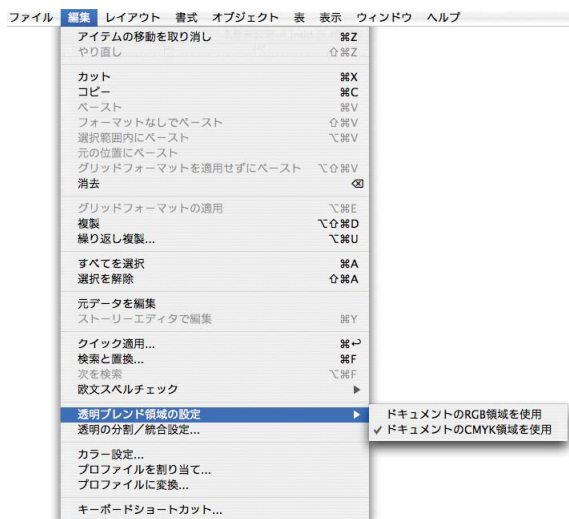 ファイル 編集 レイアウト 書式 オブジェクト 表 表示 ウィンドウ ヘルプ
アイテムの移動を取り消し ⌘Z
やり直し ⇧⌘Z
カット ⌘X
コピー ⌘C
ペースト ⌘V
フォーマットなしでペースト ⇧⌘V
選択範囲内にペースト ⌥⌘V
元の位置にペースト
グリッドフォーマットを適用せずにペースト ⌥⇧⌘V
消去 ⌫
グリッドフォーマットの適用 ⌥⌘E
複製 ⌥⇧⌘D
繰り返し複製... ⌥⌘U
すべてを選択 ⌘A
選択を解除 ⇧⌘A
元データを編集
ストーリーエディタで編集 ⌘Y
クイック適用... ⌘↩
検索と置換... ⌘F
次を検索 ⌥⌘F
欧文スペルチェック ▶
透明ブレンド領域の設定 ▶ ドキュメントのRGB領域を使用
透明の分割／統合設定... ✓ドキュメントのCMYK領域を使用
カラー設定...
プロファイルを割り当て...
プロファイルに変換...
キーボードショートカット...